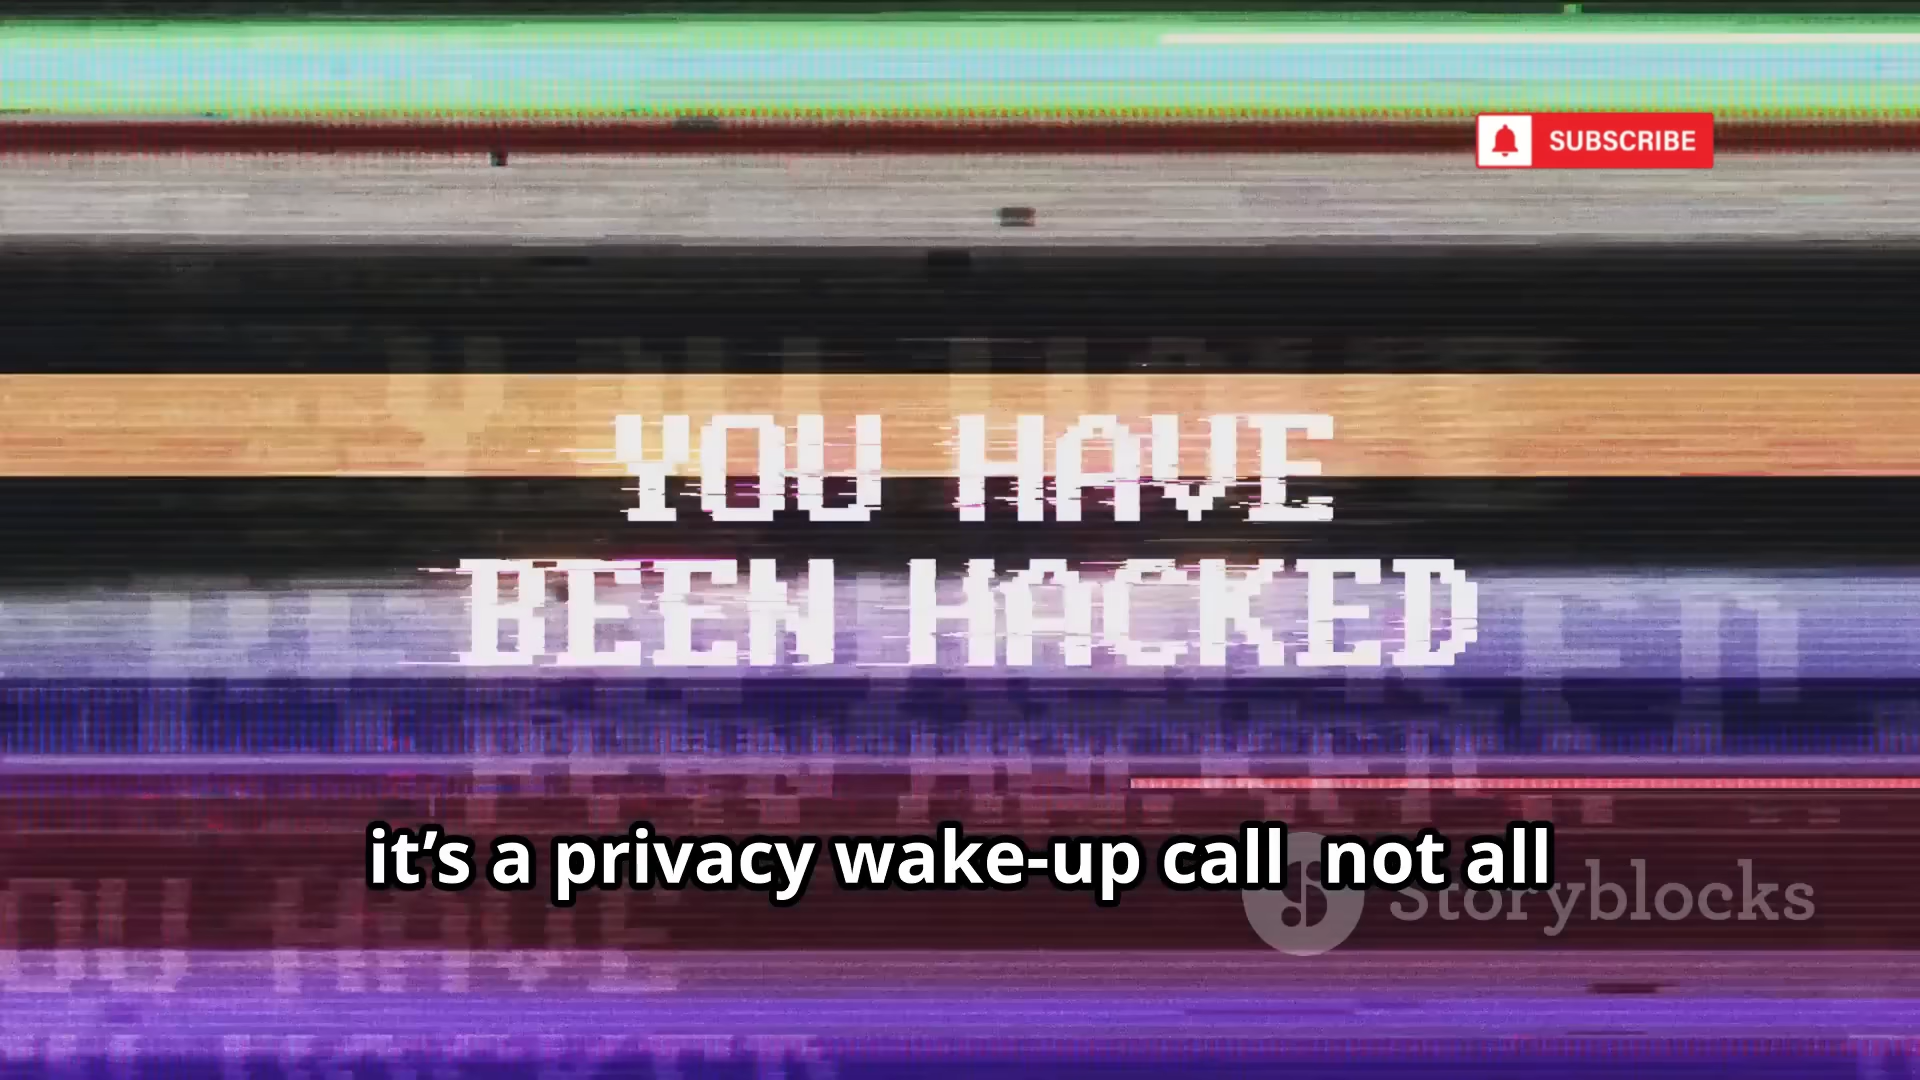 SUBSCRIBE
YOU HAVE
BEEN HACKED
it’s a privacy wake-up call not all
Storyblocks